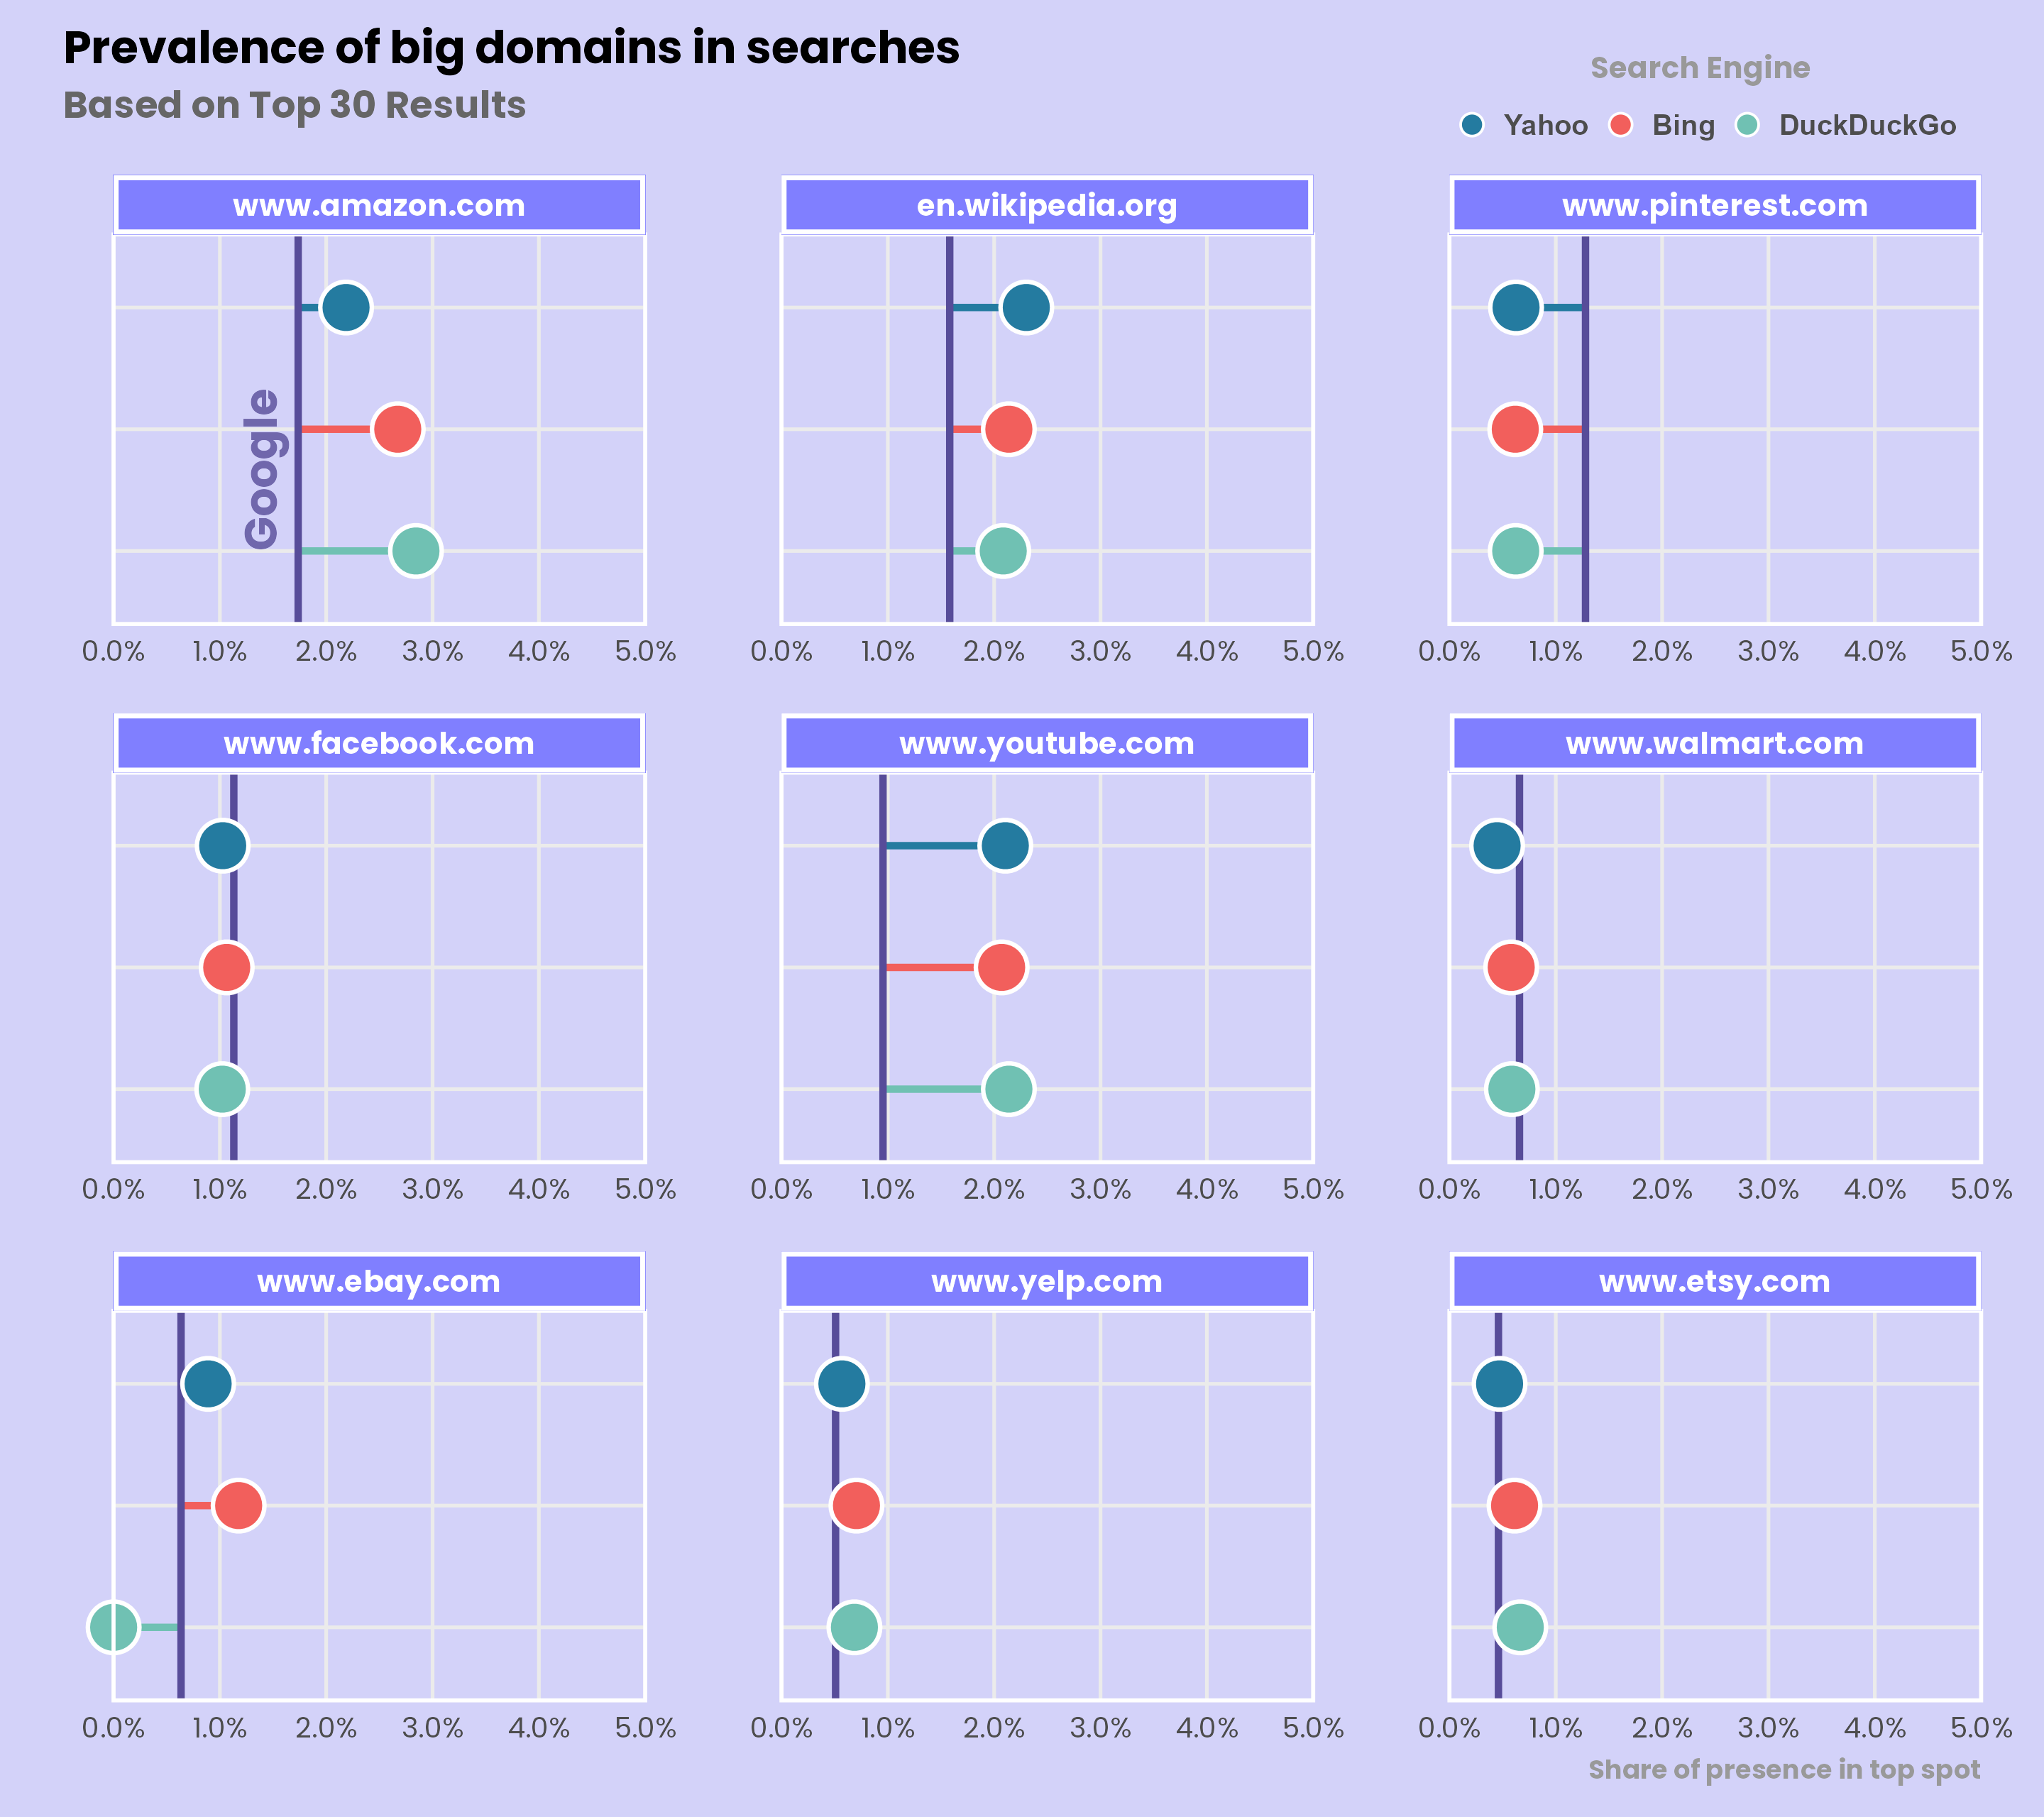 Prevalence of big domains in searches
Based on Top 30 Results
Search Engine
Yahoo Bing DuckDuckGo
www.amazon.com en.wikipedia.org www.pinterest.com
Google
0.0% 1.0% 2.0% 3.0% 4.0% 5.0% 0.0% 1.0% 2.0% 3.0% 4.0% 5.0% 0.0% 1.0% 2.0% 3.0% 4.0% 5.0%
www.facebook.com www.youtube.com www.walmart.com
0.0% 1.0% 2.0% 3.0% 4.0% 5.0% 0.0% 1.0% 2.0% 3.0% 4.0% 5.0% 0.0% 1.0% 2.0% 3.0% 4.0% 5.0%
www.ebay.com www.yelp.com www.etsy.com
0.0% 1.0% 2.0% 3.0% 4.0% 5.0% 0.0% 1.0% 2.0% 3.0% 4.0% 5.0% 0.0% 1.0% 2.0% 3.0% 4.0% 5.0%
Share of presence in top spot